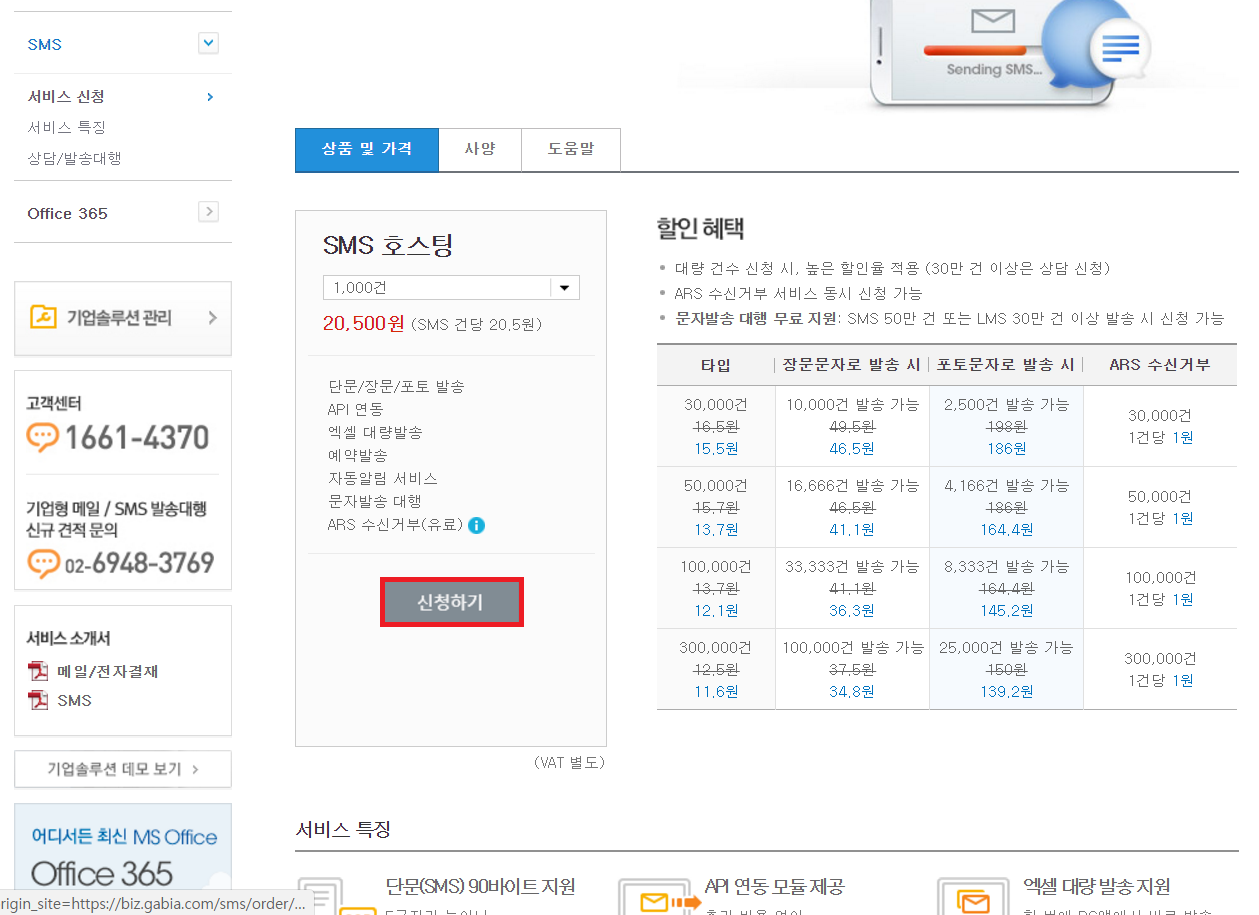 SMS
서비스 신청
서비스 특징
상담/발송대행
Office 365
기업솔루션 관리
고객센터
1661-4370
기업형 메일 / SMS 발송대행
신규 견적 문의
02-6948-3769
서비스 소개서
메일/전자결재
SMS
기업솔루션 데모 보기
어디서든 최신 MS Office
Office 365
rigin_site=https://biz.gabia.com/sms/order/...
Sending SMS...
상품 및 가격 사양 도움말
SMS 호스팅
1,000건
20,500원 (SMS 건당 20.5원)
단문/장문/포토 발송
API 연동
엑셀 대량발송
예약발송
자동알림 서비스
문자발송 대행
ARS 수신거부(유료)
신청하기
(VAT 별도)
할인 혜택
대량 건수 신청 시, 높은 할인율 적용 (30만 건 이상은 상담 신청)
ARS 수신거부 서비스 동시 신청 가능
문자발송 대행 무료 지원: SMS 50만 건 또는 LMS 30만 건 이상 발송 시 신청 가능
타입 장문문자로 발송 시 포토문자로 발송 시 ARS 수신거부
30,000건 10,000건 발송 가능 2,500건 발송 가능 30,000건
16.5원 49.5원 198원 1건당 1원
15.5원 46.5원 186원
50,000건 16,666건 발송 가능 4,166건 발송 가능 50,000건
15.7원 46.5원 186원 1건당 1원
13.7원 41.1원 164.4원
100,000건 33,333건 발송 가능 8,333건 발송 가능 100,000건
13.7원 41.1원 164.4원 1건당 1원
12.1원 36.3원 145.2원
300,000건 100,000건 발송 가능 25,000건 발송 가능 300,000건
12.5원 37.5원 150원 1건당 1원
11.6원 34.8원 139.2원
서비스 특징
단문(SMS) 90바이트 지원 API 연동 모듈 제공 엑셀 대량 발송 지원